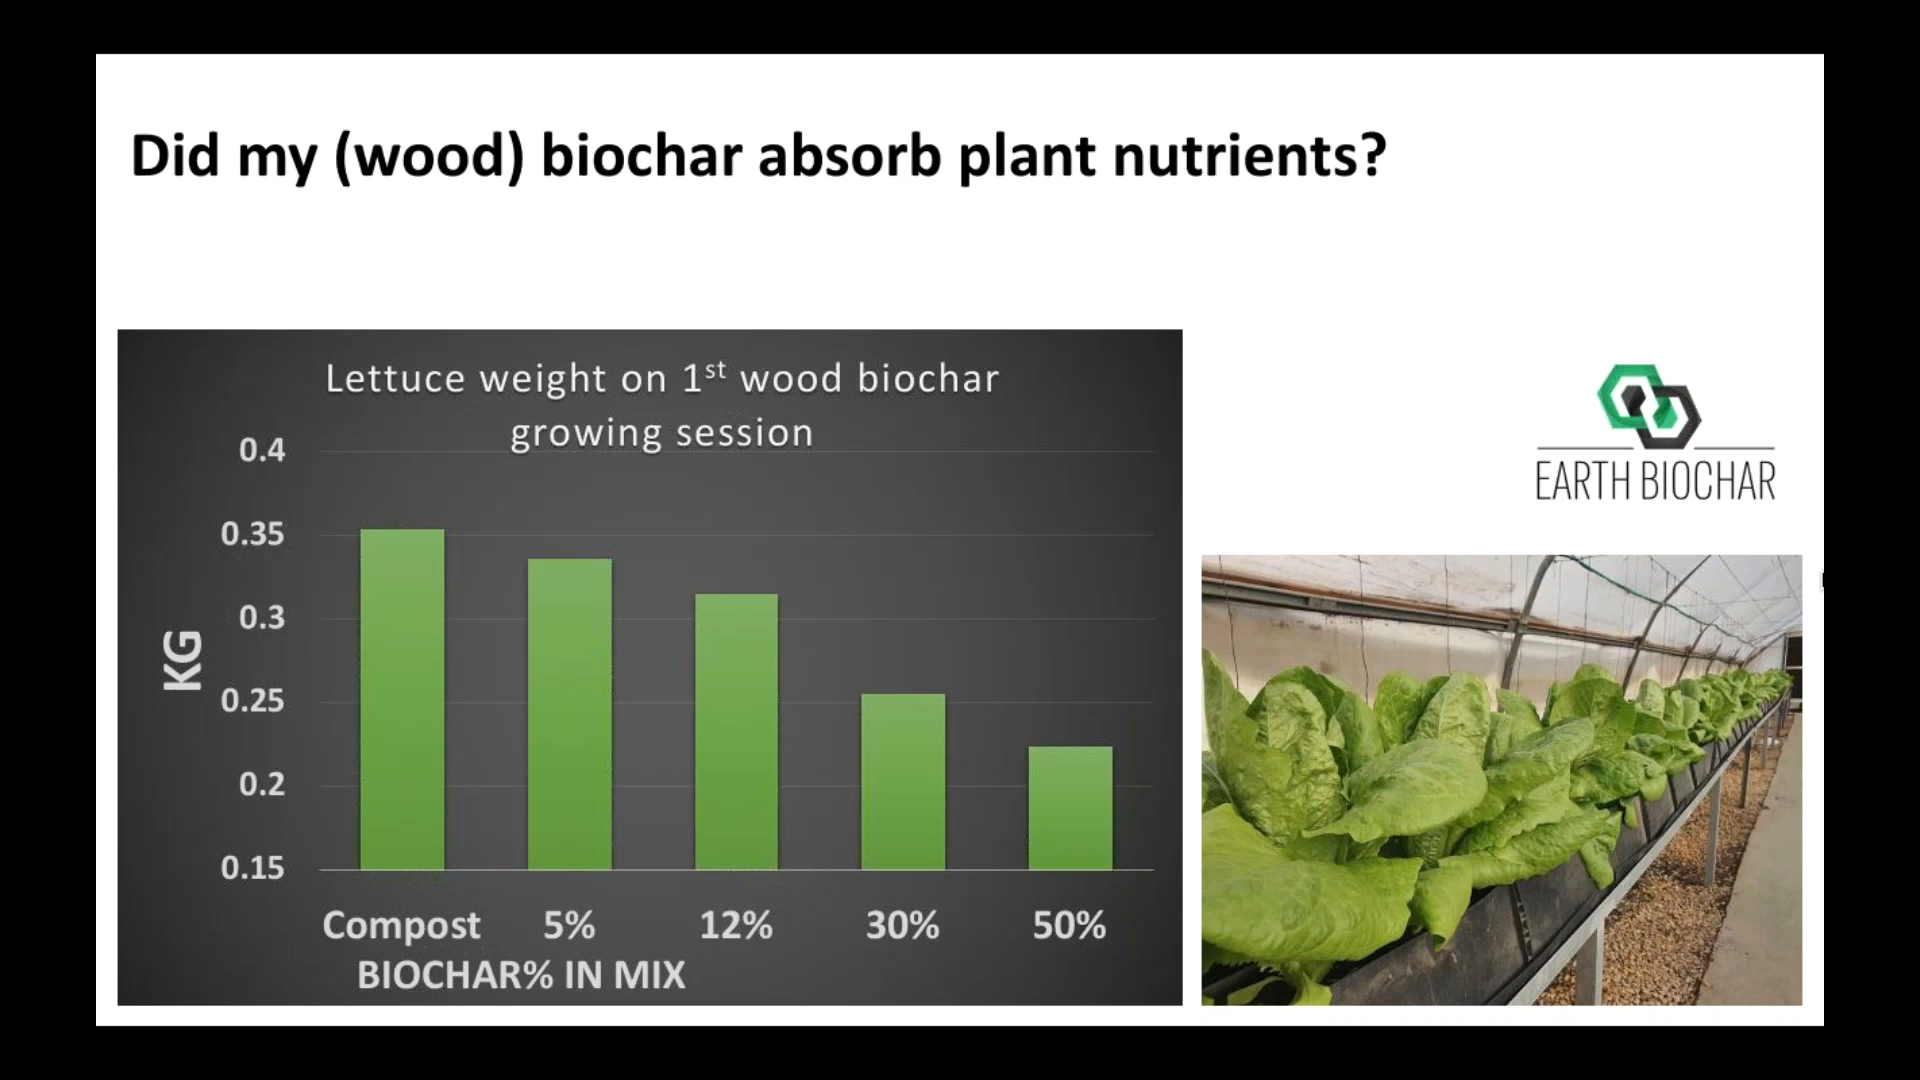 Did my (wood) biochar absorb plant nutrients?
Lettuce weight on 1st wood biochar
growing session
0.4
0.35
0.3
0.25
0.2
0.15
KG
Compost 5% 12% 30% 50%
BIOCHAR% IN MIX
EARTH BIOCHAR